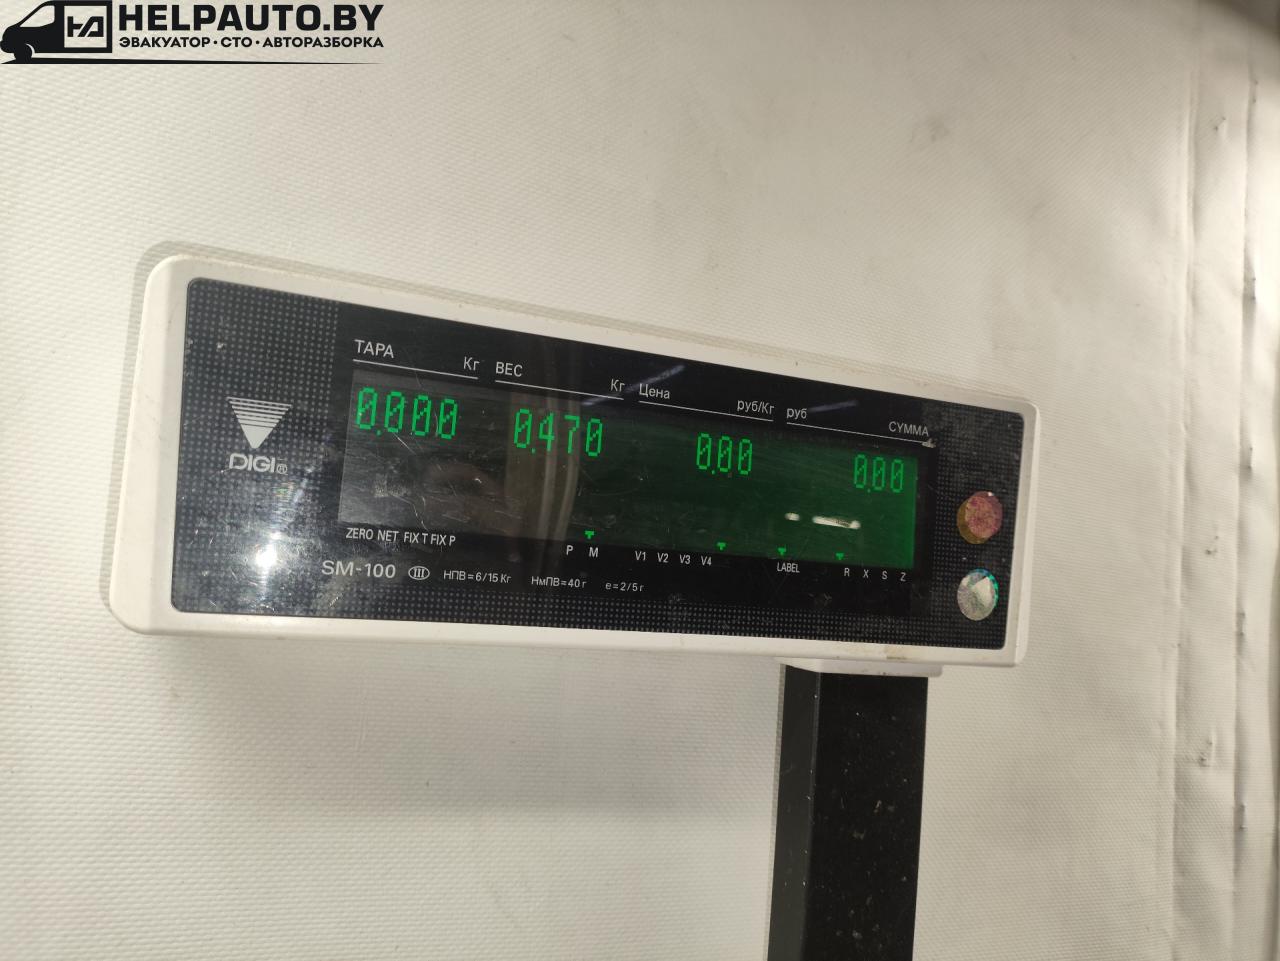 HELPAUTO.BY
ЭВАКУАТОР · СТО · АВТОРАЗБОРКА
ТАРА Кг ВЕС Кг Цена руб/Кг руб СУММА
0.000 0.470 0.00 0.00
DIGI®
ZERO NET FIX T FIX P P M V1 V2 V3 V4 LABEL R X S Z
SM-100 III НПВ=6/15 Кг НмПВ=40 г e=2/5 г